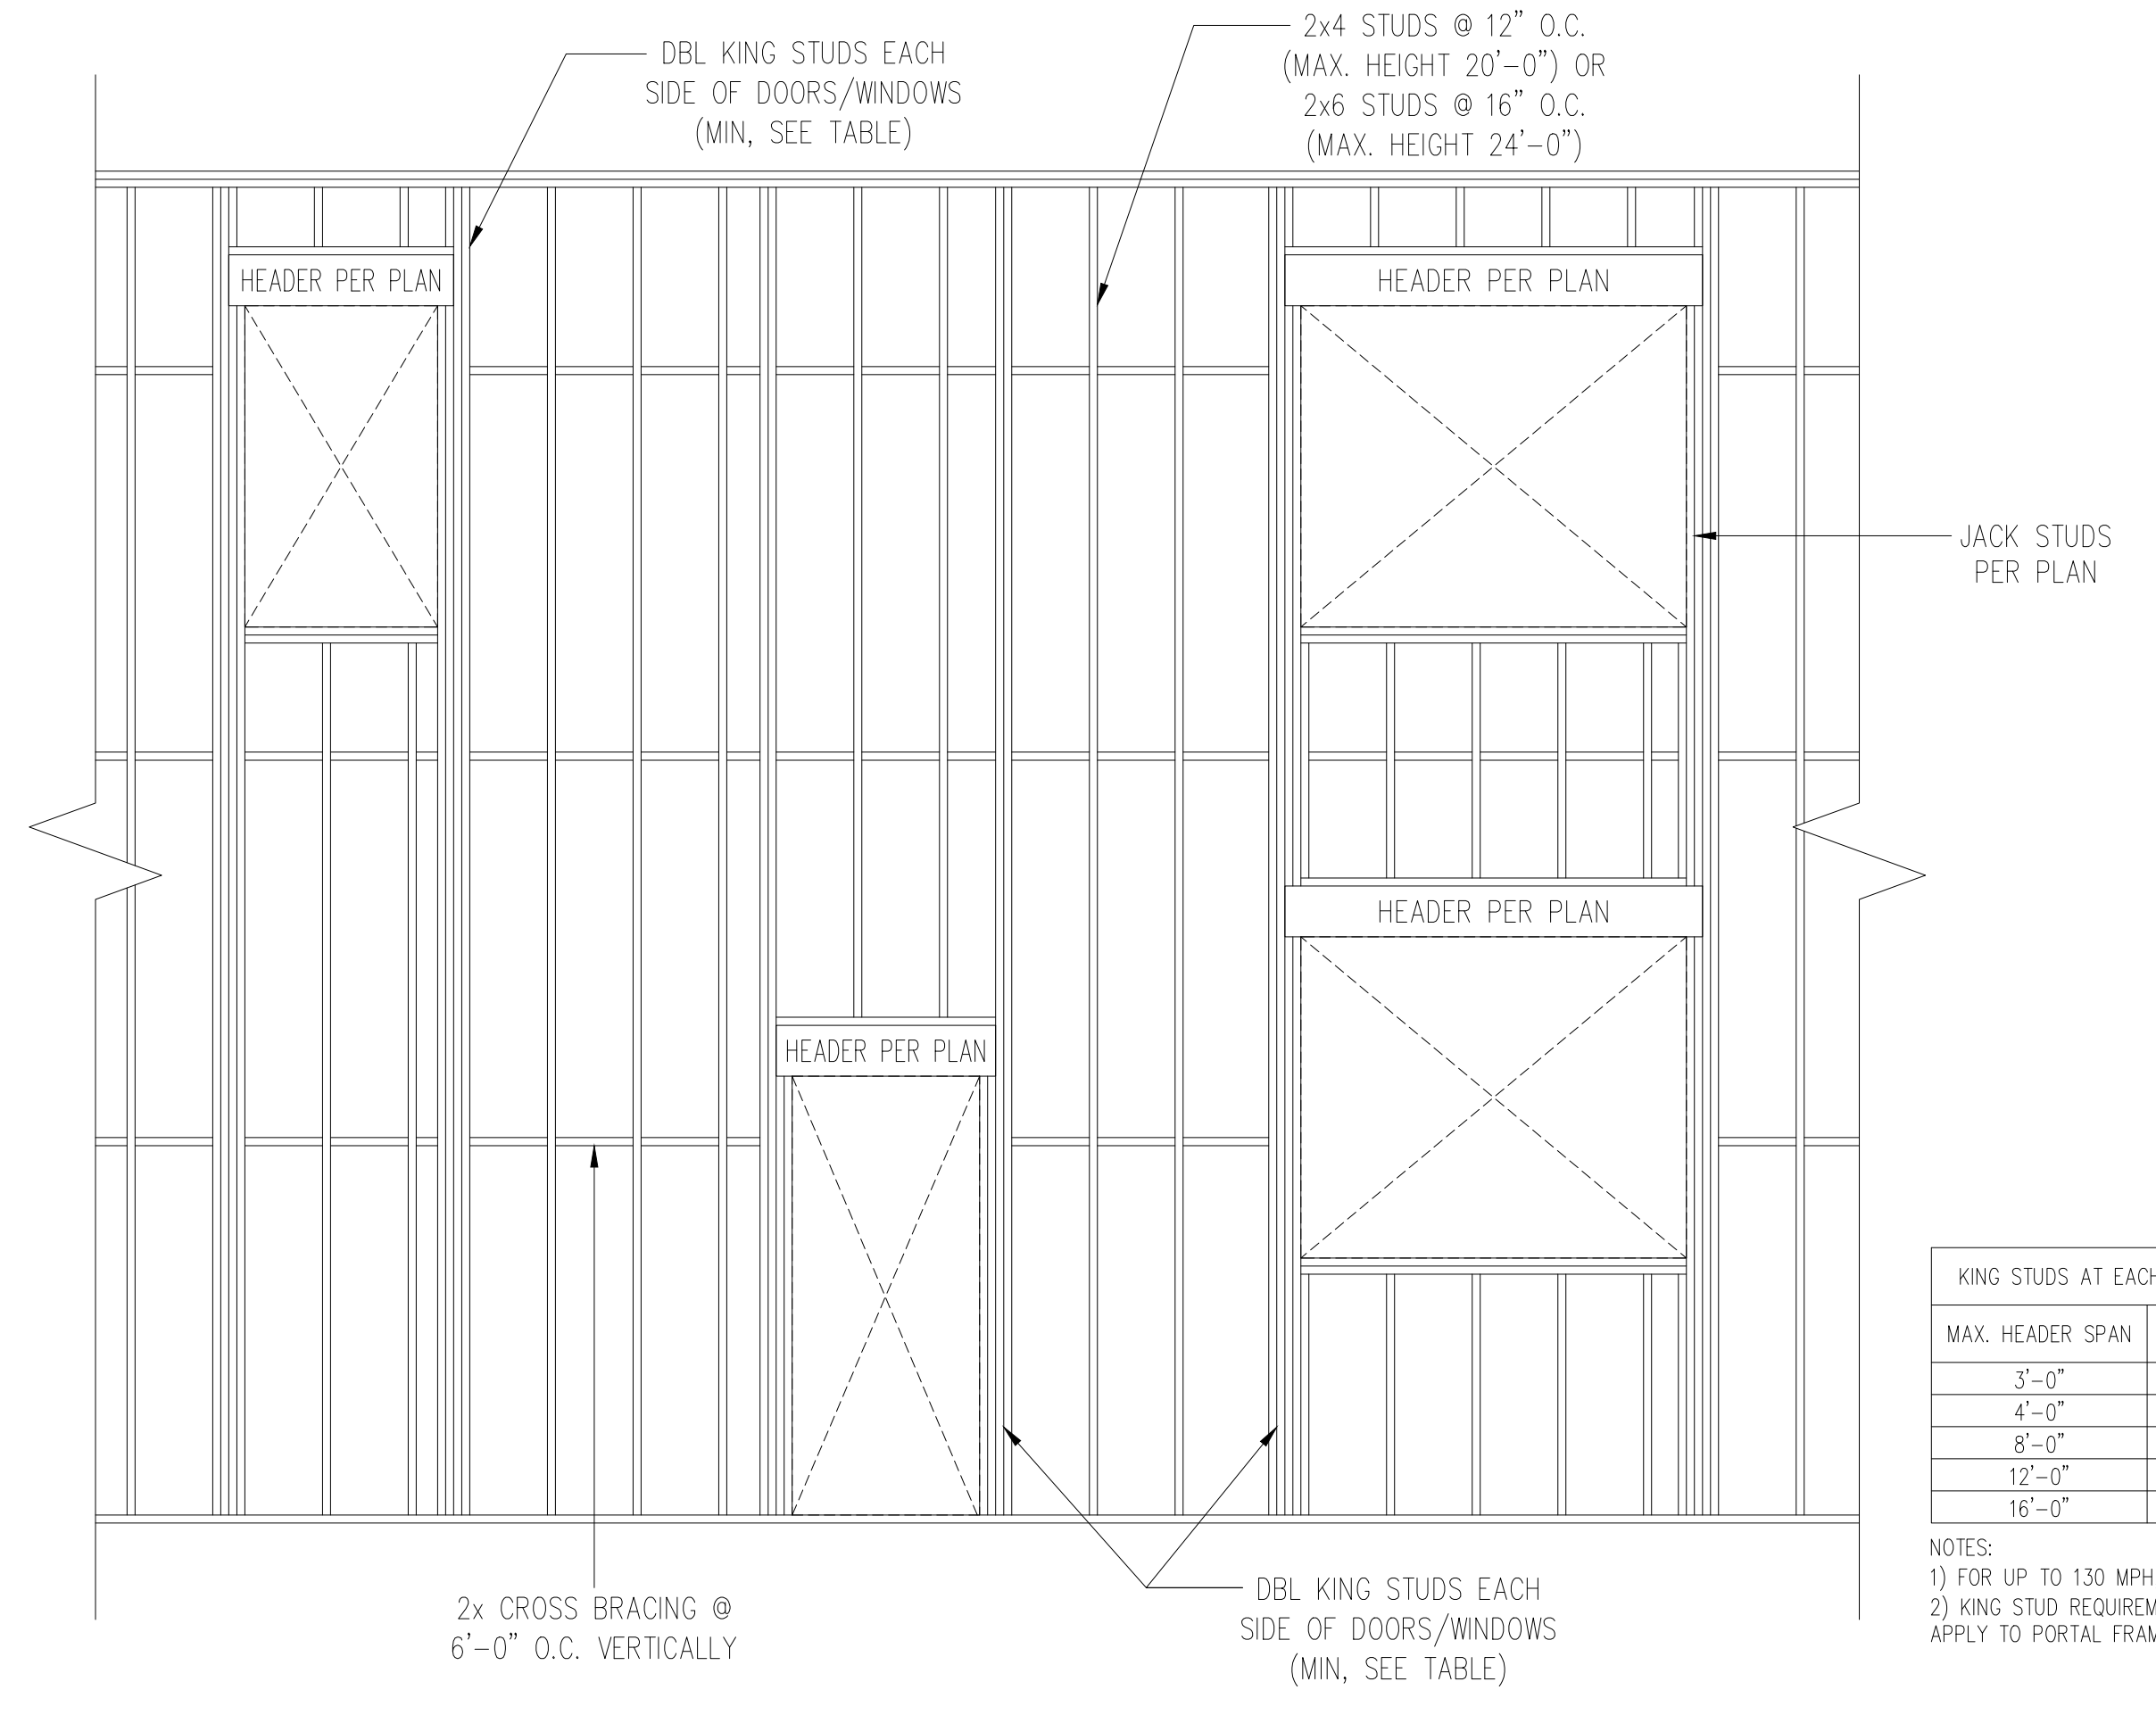 2x4 STUDS @ 12" O.C.
(MAX. HEIGHT 20'-0") OR
2x6 STUDS @ 16" O.C.
(MAX. HEIGHT 24'-0")
DBL KING STUDS EACH
SIDE OF DOORS/WINDOWS
(MIN, SEE TABLE)
HEADER PER PLAN
HEADER PER PLAN
JACK STUDS
PER PLAN
HEADER PER PLAN
HEADER PER PLAN
2x CROSS BRACING @
6'-0" O.C. VERTICALLY
DBL KING STUDS EACH
SIDE OF DOORS/WINDOWS
(MIN, SEE TABLE)
KING STUDS AT EACH
MAX. HEADER SPAN
3'-0"
4'-0"
8'-0"
12'-0"
16'-0"
NOTES:
1) FOR UP TO 130 MPH
2) KING STUD REQUIREM
APPLY TO PORTAL FRAM